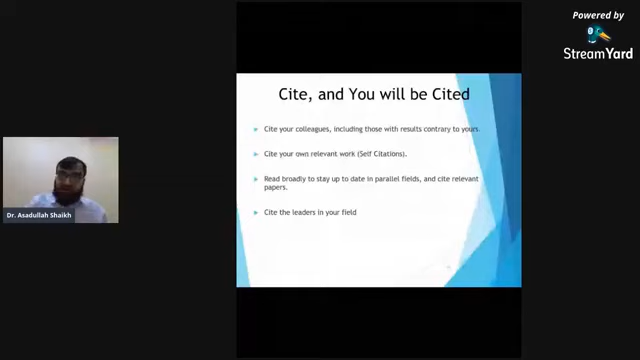 Powered by
StreamYard
Cite, and You will be Cited
Cite your colleagues, including those with results contrary to yours.
Cite your own relevant work (Self Citations).
Read broadly to stay up to date in parallel fields, and cite relevant
papers.
Cite the leaders in your field
Dr. Asadullah Shaikh